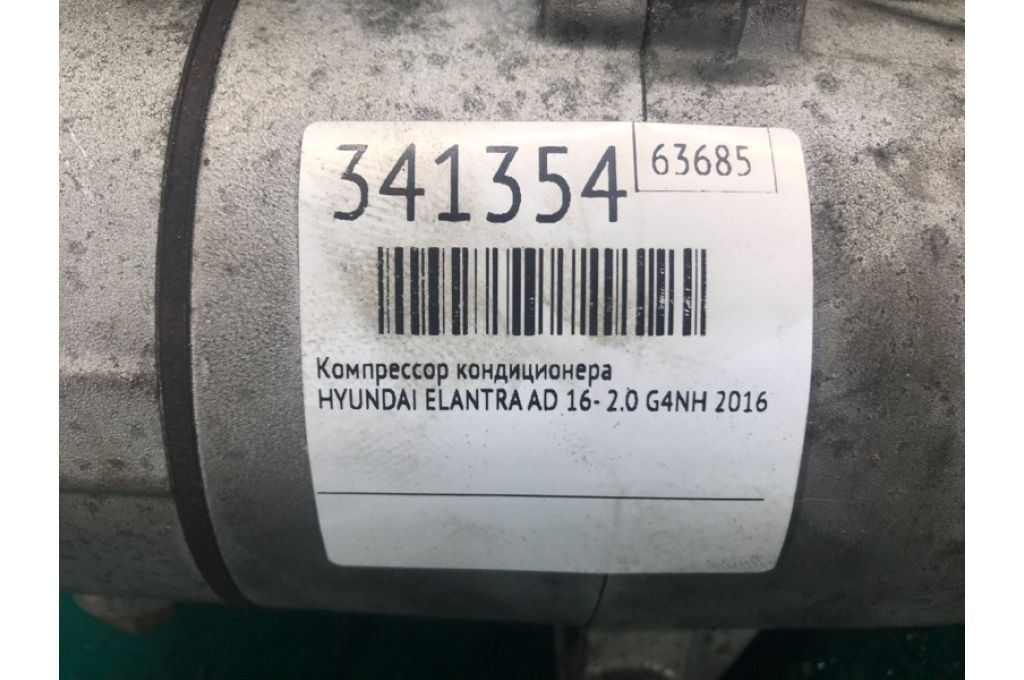 341354
63685
Компрессор кондиционера
HYUNDAI ELANTRA AD 16- 2.0 G4NH 2016